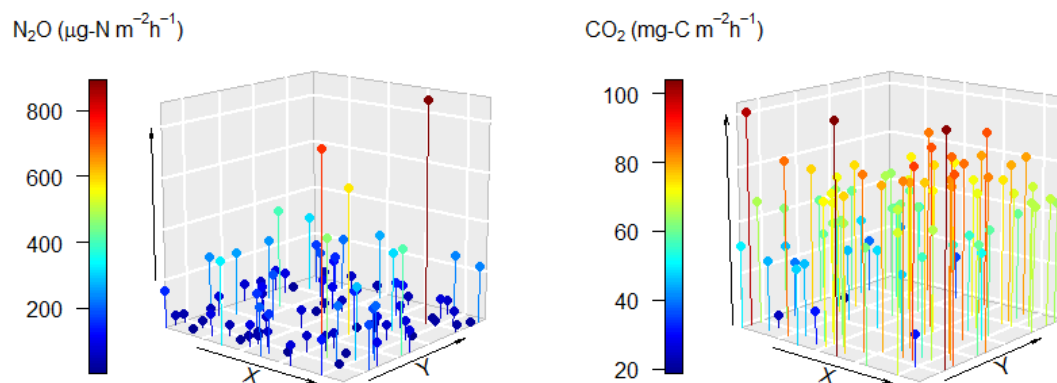 N₂O (μg-N m⁻²h⁻¹)
800
600
400
200
X
Y
CO₂ (mg-C m⁻²h⁻¹)
100
80
60
40
20
X
Y